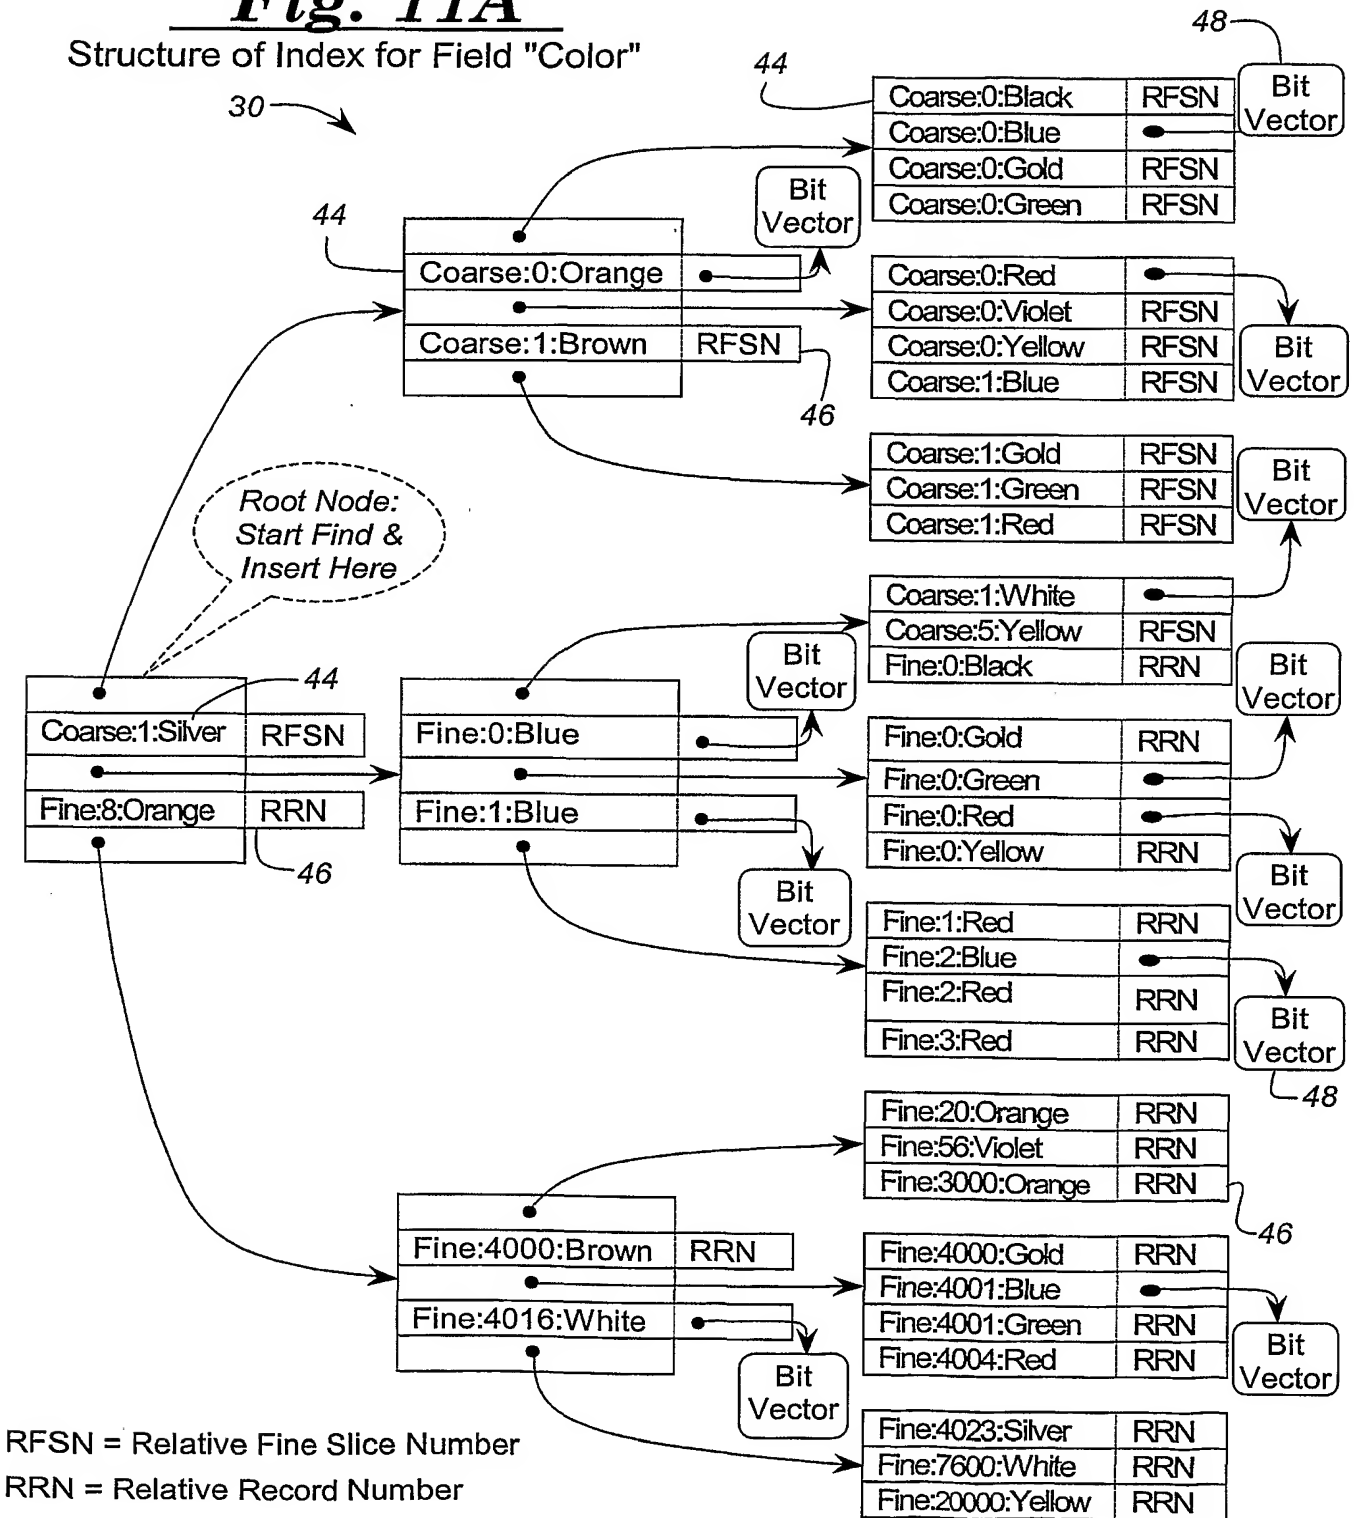 Fig. 11A
Structure of Index for Field "Color"
30
44
48
Bit
Vector
Coarse:0:Black RFSN
Coarse:0:Blue
Coarse:0:Gold RFSN
Coarse:0:Green RFSN
Bit
Vector
44
Coarse:0:Orange
Coarse:1:Brown RFSN
46
Coarse:0:Red
Coarse:0:Violet RFSN
Coarse:0:Yellow RFSN
Coarse:1:Blue RFSN
Bit
Vector
Coarse:1:Gold RFSN
Coarse:1:Green RFSN
Coarse:1:Red RFSN
Bit
Vector
Root Node:
Start Find &
Insert Here
Coarse:1:White
Coarse:5:Yellow RFSN
Fine:0:Black RRN
44
Coarse:1:Silver RFSN
Fine:8:Orange RRN
46
Bit
Vector
Fine:0:Blue
Fine:1:Blue
Bit
Vector
Bit
Vector
Fine:0:Gold RRN
Fine:0:Green
Fine:0:Red
Fine:0:Yellow RRN
Bit
Vector
Fine:1:Red RRN
Fine:2:Blue
Fine:2:Red RRN
Fine:3:Red RRN
Bit
Vector
48
Fine:20:Orange RRN
Fine:56:Violet RRN
Fine:3000:Orange RRN
46
Fine:4000:Brown RRN
Fine:4016:White
Bit
Vector
Fine:4000:Gold RRN
Fine:4001:Blue
Fine:4001:Green RRN
Fine:4004:Red RRN
Bit
Vector
Fine:4023:Silver RRN
Fine:7600:White RRN
Fine:20000:Yellow RRN
RFSN = Relative Fine Slice Number
RRN = Relative Record Number